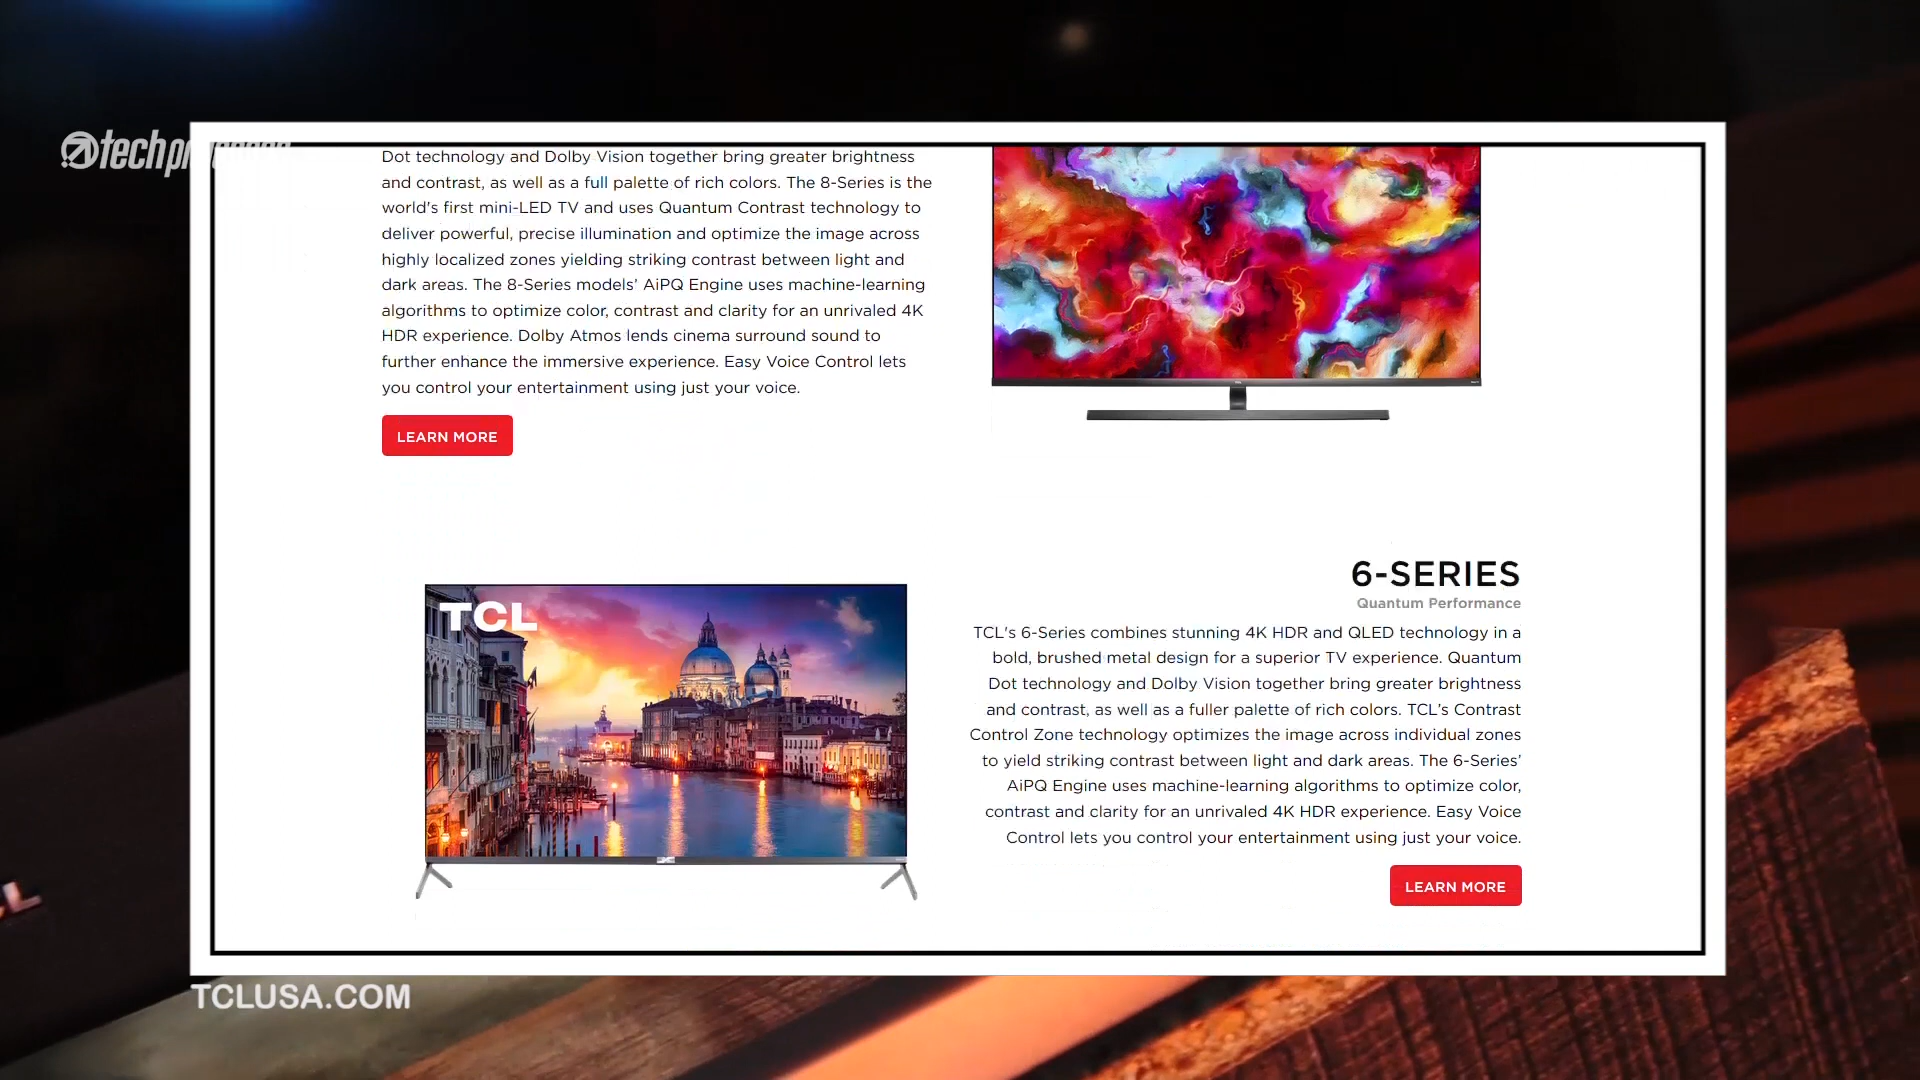 Dot technology and Dolby Vision together bring greater brightness
and contrast, as well as a full palette of rich colors. The 8-Series is the
world's first mini-LED TV and uses Quantum Contrast technology to
deliver powerful, precise illumination and optimize the image across
highly localized zones yielding striking contrast between light and
dark areas. The 8-Series models’ AiPQ Engine uses machine-learning
algorithms to optimize color, contrast and clarity for an unrivaled 4K
HDR experience. Dolby Atmos lends cinema surround sound to
further enhance the immersive experience. Easy Voice Control lets
you control your entertainment using just your voice.
LEARN MORE
TCL
6-SERIES
Quantum Performance
TCL's 6-Series combines stunning 4K HDR and QLED technology in a
bold, brushed metal design for a superior TV experience. Quantum
Dot technology and Dolby Vision together bring greater brightness
and contrast, as well as a fuller palette of rich colors. TCL’s Contrast
Control Zone technology optimizes the image across individual zones
to yield striking contrast between light and dark areas. The 6-Series’
AiPQ Engine uses machine-learning algorithms to optimize color,
contrast and clarity for an unrivaled 4K HDR experience. Easy Voice
Control lets you control your entertainment using just your voice.
LEARN MORE
TCLUSA.COM